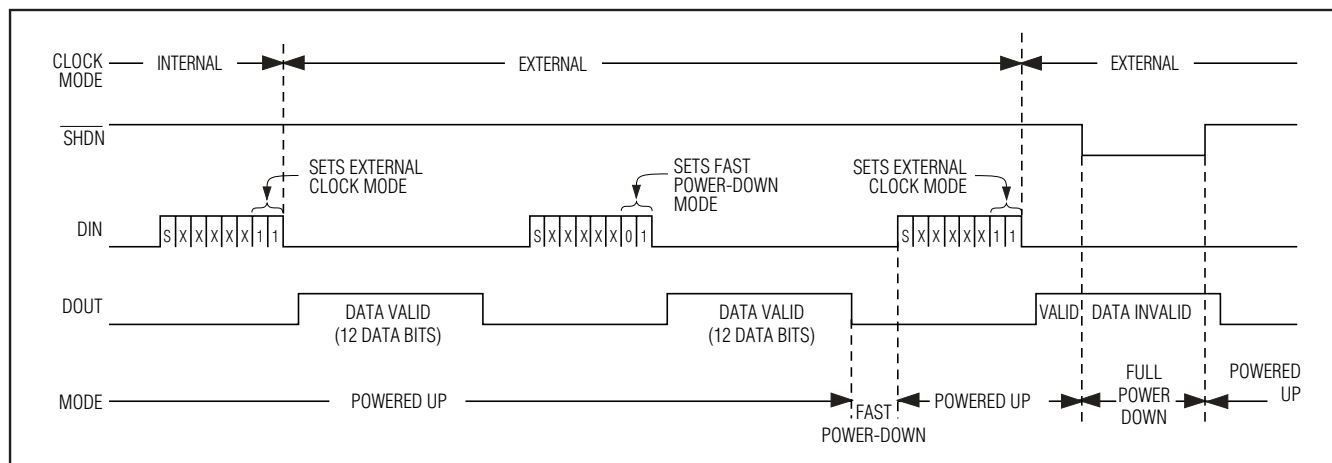 CLOCK
MODE
INTERNAL
EXTERNAL
EXTERNAL
SHDN
SETS EXTERNAL
CLOCK MODE
SETS FAST
POWER-DOWN
MODE
SETS EXTERNAL
CLOCK MODE
DIN
S X X X X X 1 1
S X X X X X 0 1
S X X X X X 1 1
DOUT
DATA VALID
(12 DATA BITS)
DATA VALID
(12 DATA BITS)
VALID
DATA INVALID
MODE
POWERED UP
FAST
POWER-DOWN
POWERED UP
FULL
POWER
DOWN
POWERED
UP